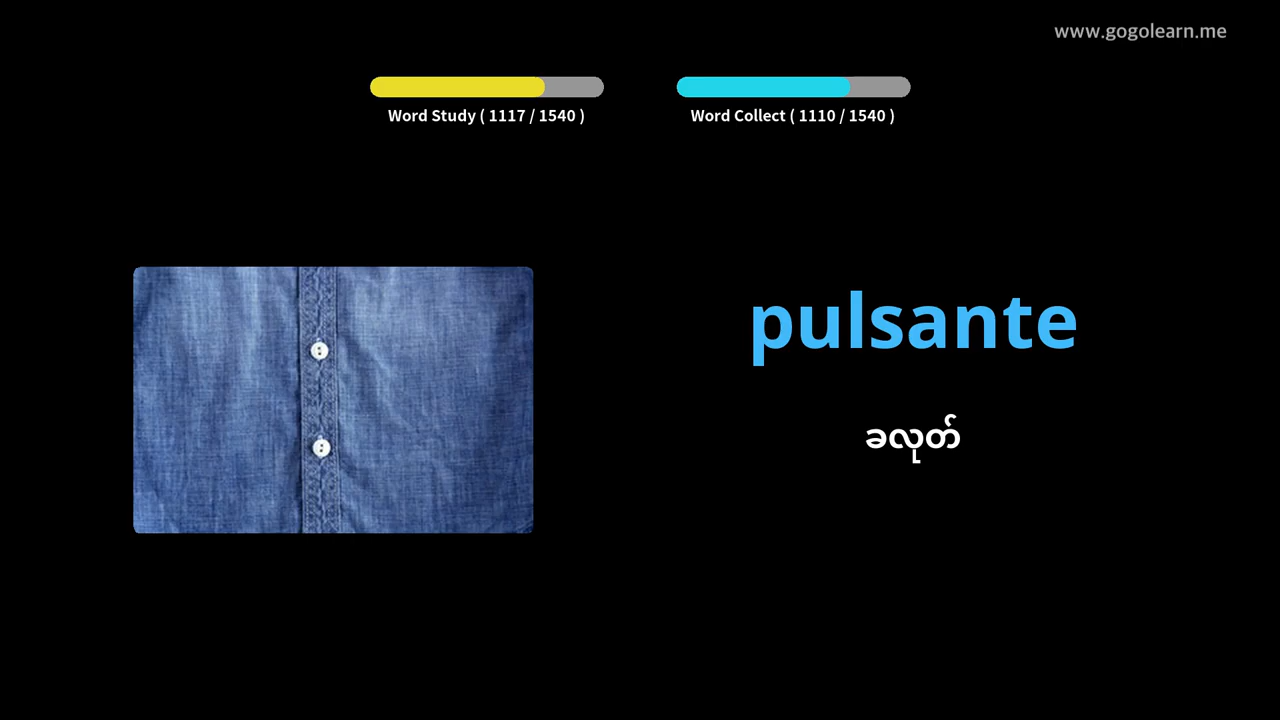 www.gogolearn.me
Word Study ( 1117 / 1540 )
Word Collect ( 1110 / 1540 )
pulsante
ခလုတ်